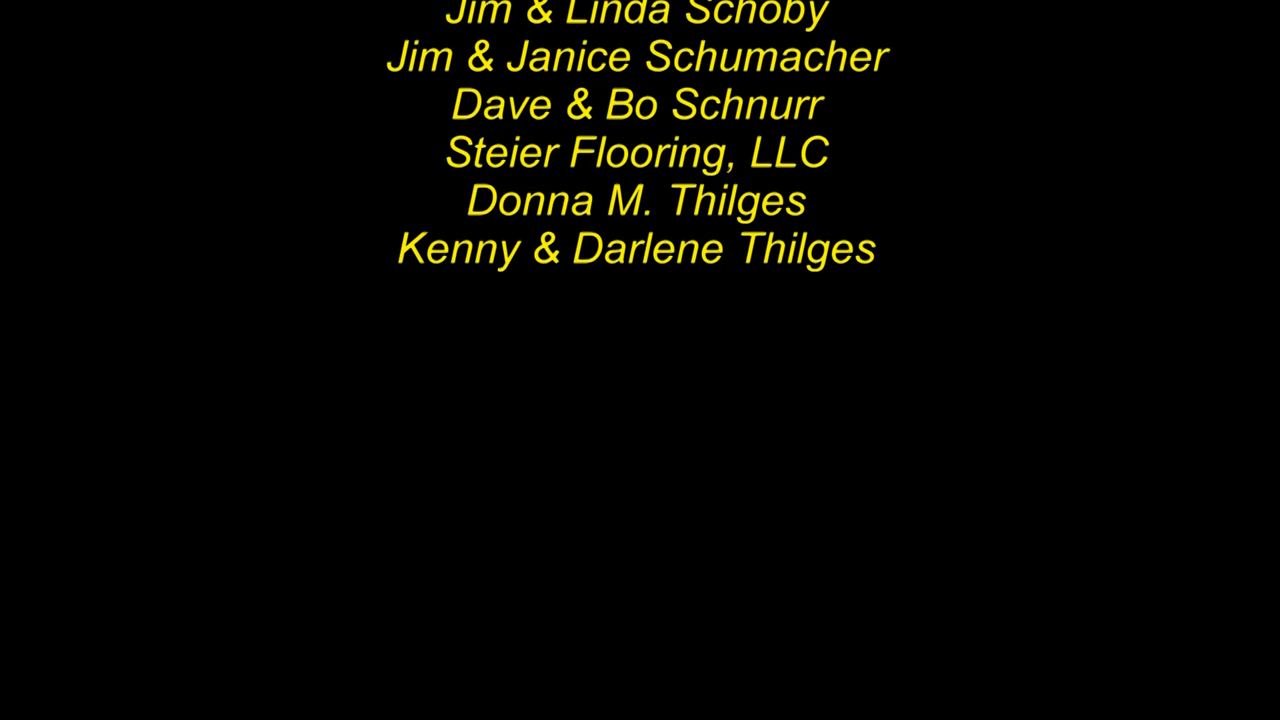 Jim & Linda Schoby
Jim & Janice Schumacher
Dave & Bo Schnurr
Steier Flooring, LLC
Donna M. Thilges
Kenny & Darlene Thilges